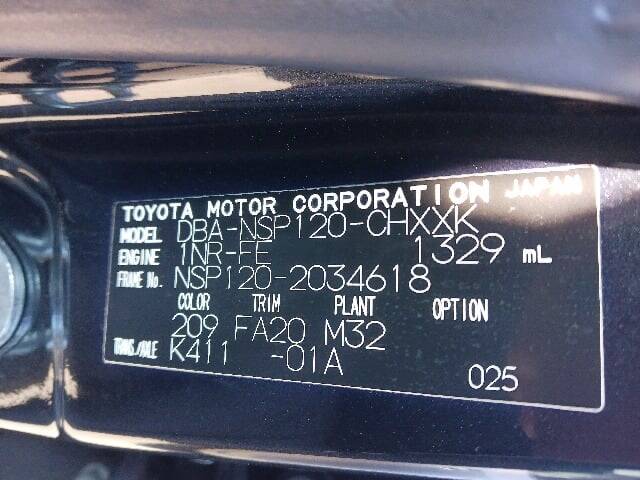 TOYOTA MOTOR CORPORATION JAPAN
MODEL DBA-NSP120-CHXXK
ENGINE 1NR-FE 1329 mL
FRAME No. NSP120-2034618
COLOR TRIM PLANT OPTION
209 FA20 M32
TRANS./AXLE K411 -01A
025